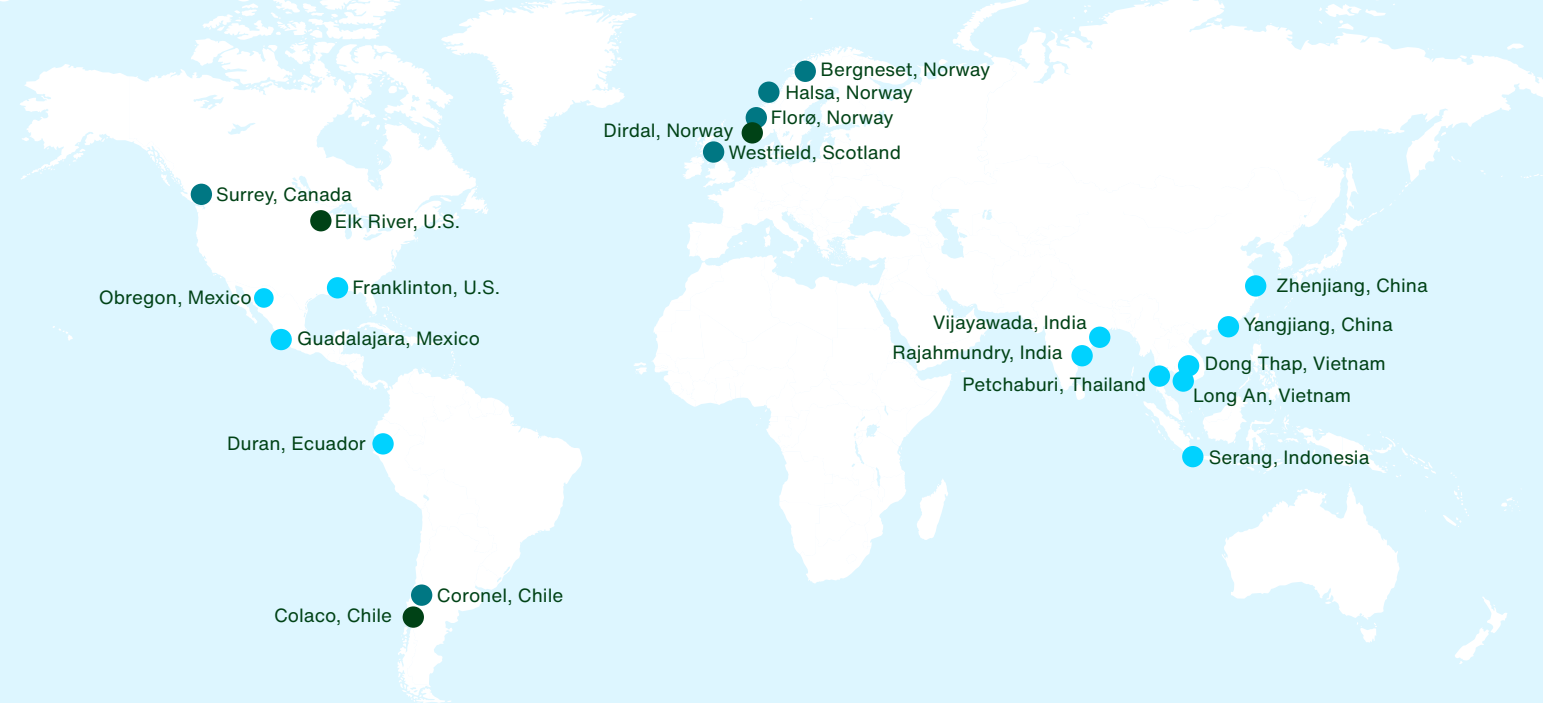 Bergneset, Norway
Halsa, Norway
Florø, Norway
Dirdal, Norway
Westfield, Scotland
Surrey, Canada
Elk River, U.S.
Franklinton, U.S.
Obregon, Mexico
Guadalajara, Mexico
Zhenjiang, China
Vijayawada, India
Yangjiang, China
Rajahmundry, India
Dong Thap, Vietnam
Petchaburi, Thailand
Long An, Vietnam
Duran, Ecuador
Serang, Indonesia
Coronel, Chile
Colaco, Chile